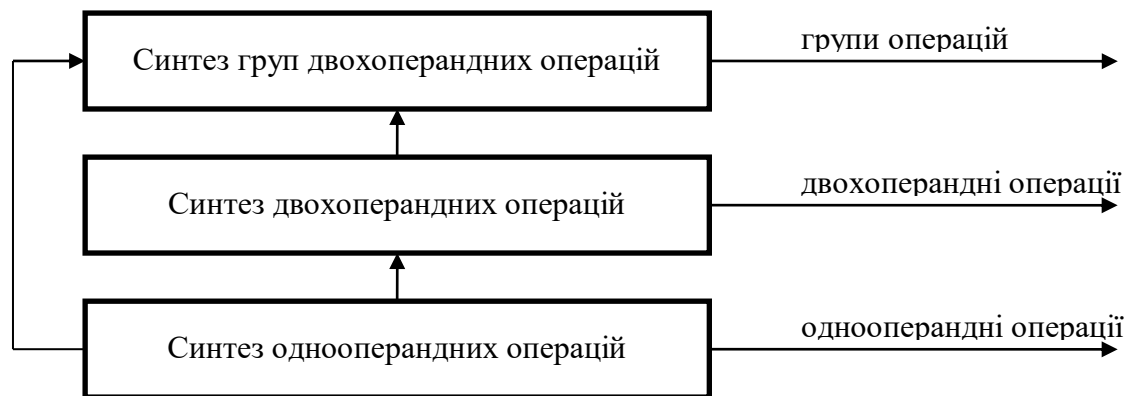 Синтез груп двохоперандних операцій
групи операцій
Синтез двохоперандних операцій
двохоперандні операції
Синтез однооперандних операцій
однооперандні операції